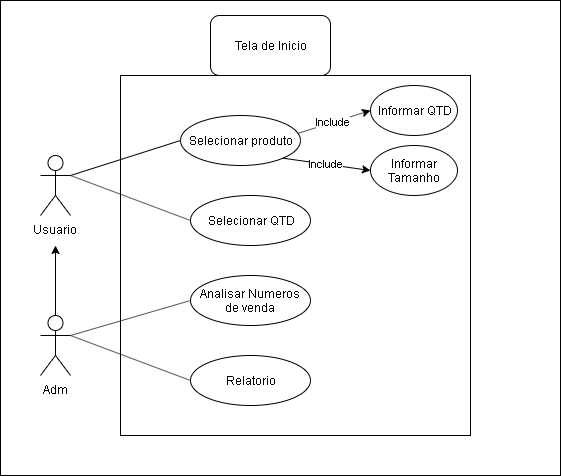 Tela de Inicio
Informar QTD
Include
Selecionar produto
Include
Informar
Tamanho
Usuario
Selecionar QTD
Analisar Numeros
de venda
Adm
Relatorio